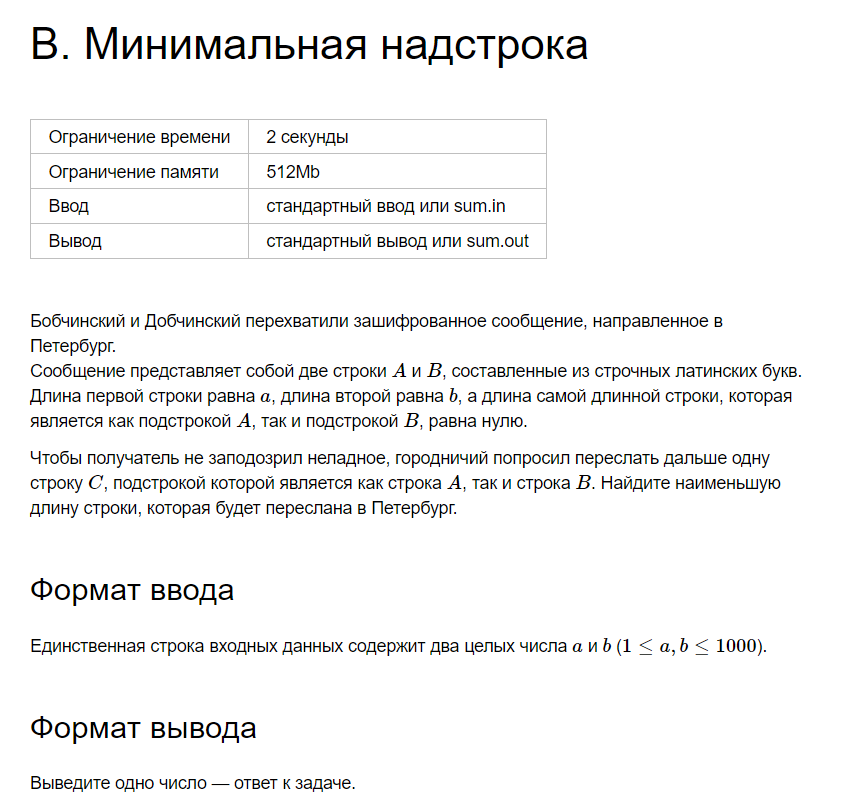 B. Минимальная надстрока
Ограничение времени 2 секунды
Ограничение памяти 512Mb
Ввод стандартный ввод или sum.in
Вывод стандартный вывод или sum.out
Бобчинский и Добчинский перехватили зашифрованное сообщение, направленное в
Петербург.
Сообщение представляет собой две строки A и B, составленные из строчных латинских букв.
Длина первой строки равна a, длина второй равна b, а длина самой длинной строки, которая
является как подстрокой A, так и подстрокой B, равна нулю.
Чтобы получатель не заподозрил неладное, городничий попросил переслать дальше одну
строку C, подстрокой которой является как строка A, так и строка B. Найдите наименьшую
длину строки, которая будет переслана в Петербург.
Формат ввода
Единственная строка входных данных содержит два целых числа a и b (1 ≤ a, b ≤ 1000).
Формат вывода
Выведите одно число — ответ к задаче.